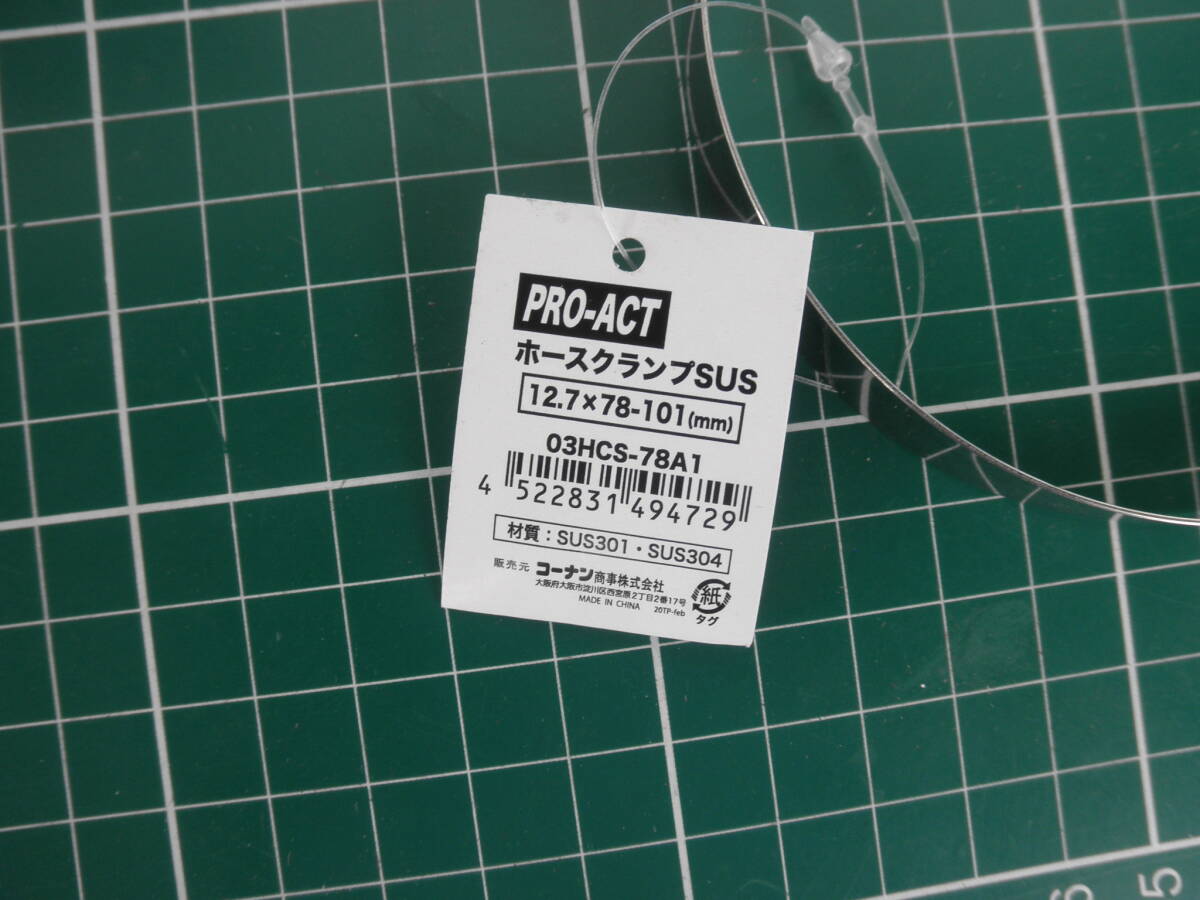 PRO-ACT
ホースクランプSUS
12.7×78-101(mm)
03HCS-78A1
4 522831 494729
材質：SUS301・SUS304
販売元 コーナン商事株式会社
大阪府大阪市淀川区西宮原2丁目2番17号
MADE IN CHINA 20TP-feb
紙
タグ
6 5